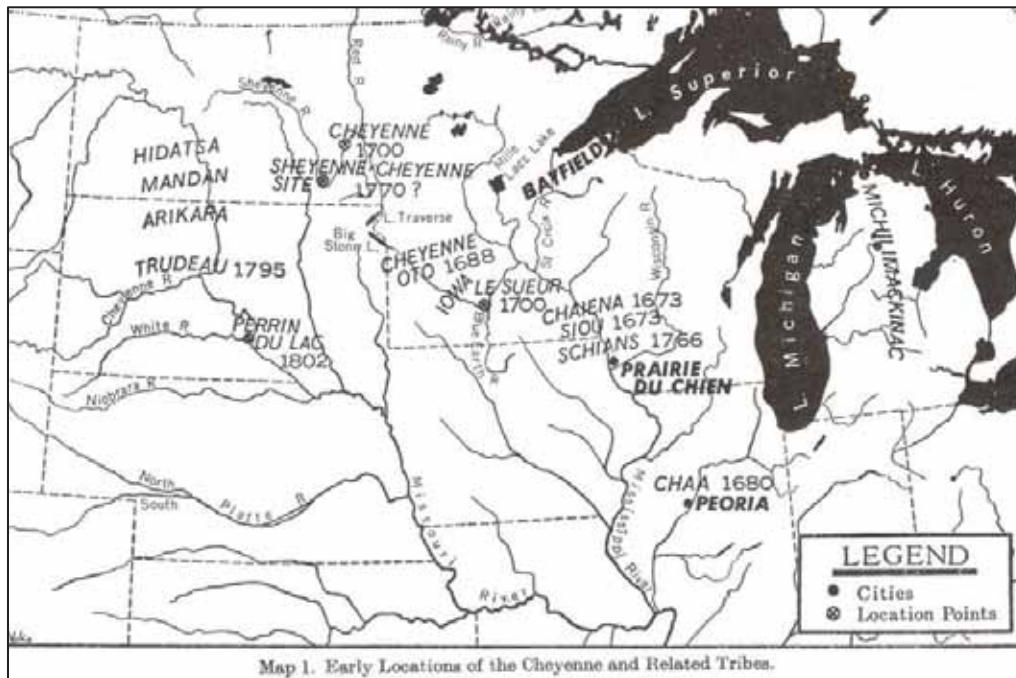 Red R.
Rainy R.
L. Superior
Sheyenne R
CHEYENNE
1700
HIDATSA
MANDAN
ARIKARA
SHEYENNE-CHEYENNE
SITE
1770 ?
Mille
Lacs Lake
BAYFIELD
L. Huron
MICHILIMACKINAC
L. Traverse
Big
Stone L.
St Croix R
Wisconsin R.
L. Michigan
TRUDEAU 1795
Cheyenne R
CHEYENNE
OTO 1688
IOWA
LE SUEUR
1700
Blue Earth
CHAIENA 1673
SIOU 1673
SCHIANS 1766
PERRIN
DU LAC
1802
White R
PRAIRIE
DU CHIEN
Niobrara R
North
South
Platte R
Missouri
River
Mississippi River
CHAA 1680
PEORIA
LEGEND
Cities
Location Points
Map 1. Early Locations of the Cheyenne and Related Tribes.